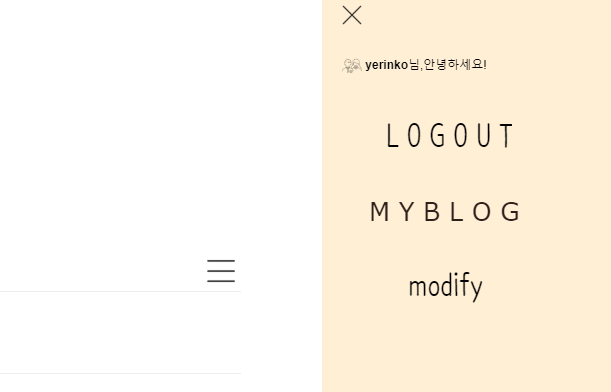 yerinko님,안녕하세요!
LOGOUT
MYBLOG
modify